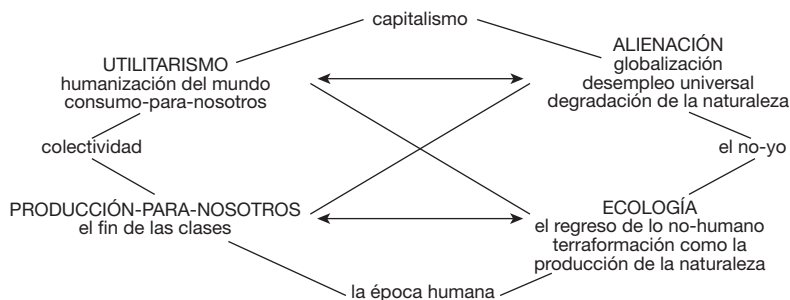 capitalismo
UTILITARISMO
humanización del mundo
consumo-para-nosotros
ALIENACIÓN
globalización
desempleo universal
degradación de la naturaleza
colectividad
el no-yo
PRODUCCIÓN-PARA-NOSOTROS
el fin de las clases
ECOLOGÍA
el regreso de lo no-humano
terraformación como la
producción de la naturaleza
la época humana